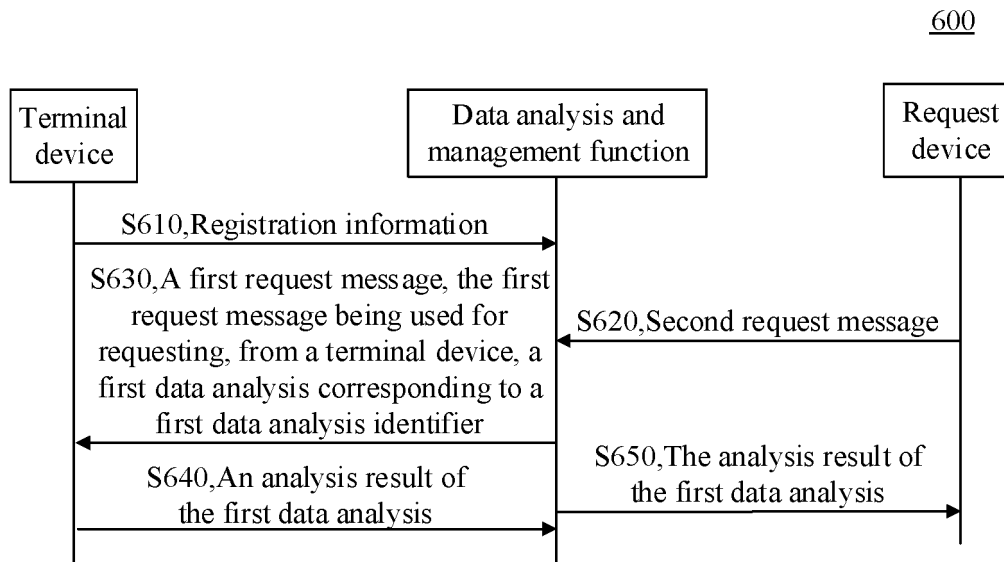 600
Terminal
device
Data analysis and
management function
Request
device
S610,Registration information
S630,A first request message, the first
request message being used for
requesting, from a terminal device, a
first data analysis corresponding to a
first data analysis identifier
S620,Second request message
S640,An analysis result of
the first data analysis
S650,The analysis result of
the first data analysis